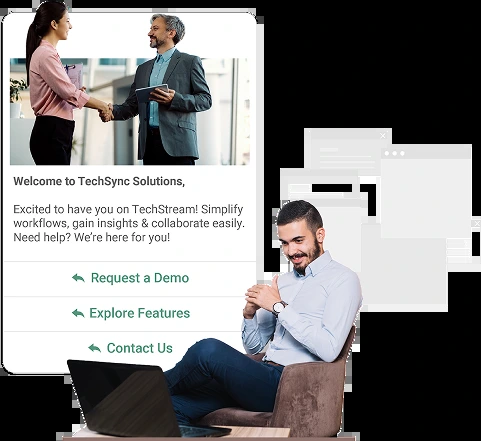 Welcome to TechSync Solutions,
Excited to have you on TechStream! Simplify
workflows, gain insights & collaborate easily.
Need help? We're here for you!
Request a Demo
Explore Features
Contact Us